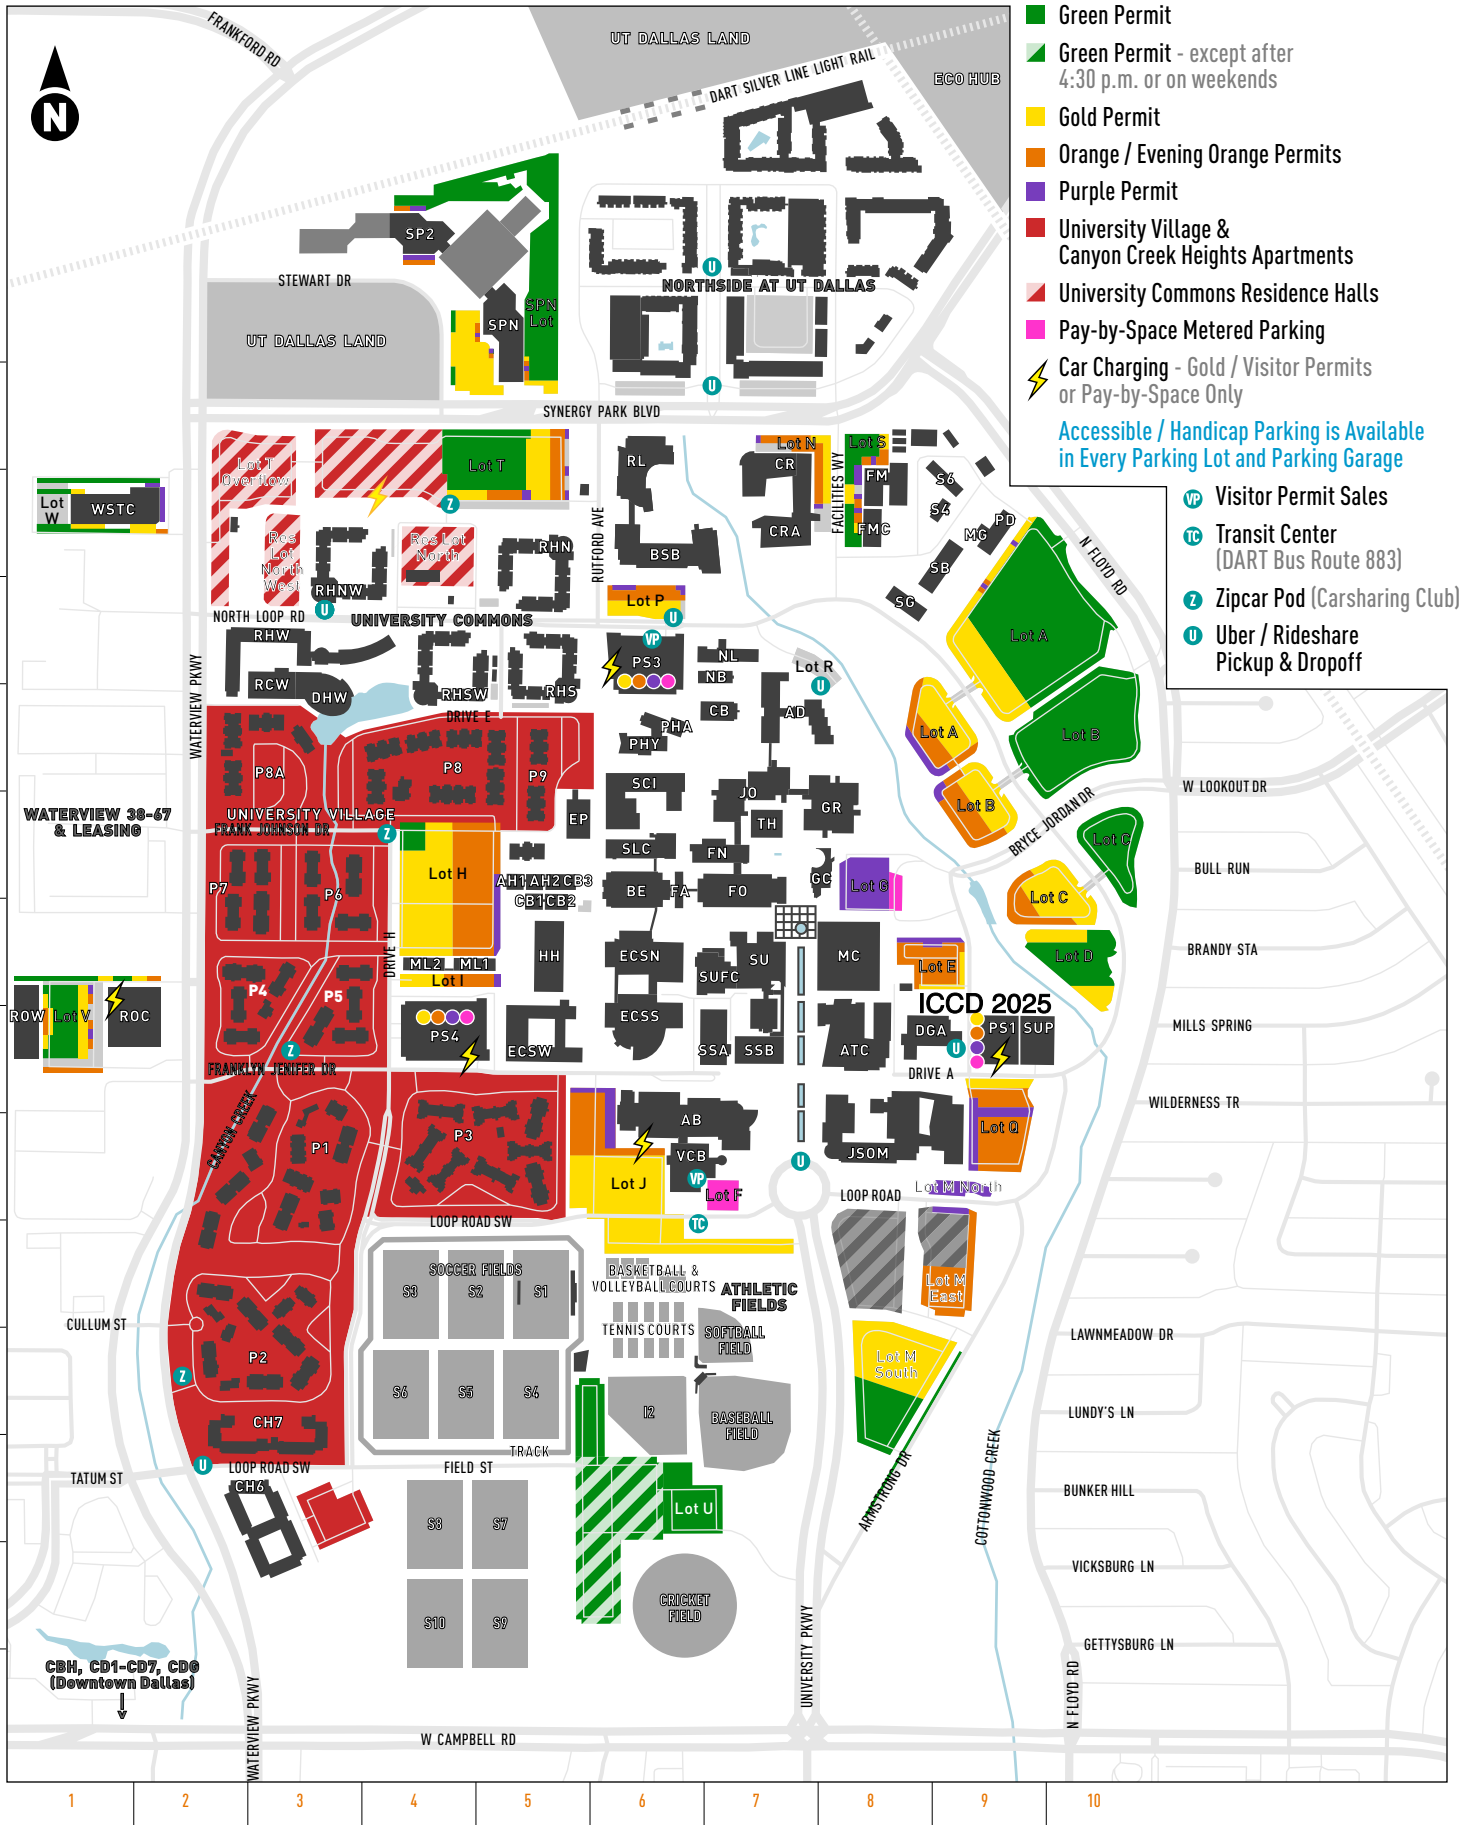 FRANKFORD RD
UT DALLAS LAND
DART SILVER LINE LIGHT RAIL
ECO HUB
N
Green Permit
Green Permit - except after
4:30 p.m. or on weekends
Gold Permit
Orange / Evening Orange Permits
Purple Permit
University Village &
Canyon Creek Heights Apartments
University Commons Residence Halls
Pay-by-Space Metered Parking
Car Charging - Gold / Visitor Permits
or Pay-by-Space Only
Accessible / Handicap Parking is Available
in Every Parking Lot and Parking Garage
VP Visitor Permit Sales
TC Transit Center
(DART Bus Route 883)
Z Zipcar Pod (Carsharing Club)
U Uber / Rideshare
Pickup & Dropoff
SP2
STEWART DR
UT DALLAS LAND
SPN
SPN
Lot
U
NORTHSIDE AT UT DALLAS
U
SYNERGY PARK BLVD
Lot T
Overflow
Lot T
Z
RL
Lot N
CR
CRA
FACILITIES WY
Lot S
FM
FMC
S6
S4
PD
MG
SB
SG
N FLOYD RD
Lot
W
WSTC
Res
Lot
North
West
RHNW
U
Res Lot
North
RHN
RUTFORD AVE
BSB
Lot P
U
NORTH LOOP RD
UNIVERSITY COMMONS
RHW
RCW
DHW
RHSW
RHS
DRIVE E
WATERVIEW PKWY
VP
PS3
NL
NB
CB
PHA
PHY
AD
Lot R
U
Lot A
Lot A
Lot B
Lot B
W LOOKOUT DR
BRYCE JORDAN DR
P8A
P8
P9
UNIVERSITY VILLAGE
FRANK JOHNSON DR
Z
WATERVIEW 38-67
& LEASING
EP
SCI
JO
GR
TH
SLC
FN
BE
FA
FO
GC
Lot G
Lot C
Lot C
BULL RUN
P7
P6
Lot H
AH1 AH2 CB3
CB1 CB2
HH
DRIVE H
ML2
ML1
Lot I
ECSN
SUFC
SU
MC
Lot E
Lot D
BRANDY STA
P4
P5
ROW
Lot V
ROC
PS4
ECSW
ECSS
SSA
SSB
ATC
ICCD 2025
DGA
U
PS1
SUP
DRIVE A
MILLS SPRING
Z
FRANKLYN JENIFER DR
CANYON CREEK
P1
P3
AB
VCB
VP
Lot J
Lot F
TC
JSOM
U
Lot Q
Lot M North
LOOP ROAD
WILDERNESS TR
LOOP ROAD SW
SOCCER FIELDS
S3
S2
S1
S6
S5
S4
TRACK
BASKETBALL &
VOLLEYBALL COURTS
ATHLETIC
FIELDS
TENNIS COURTS
SOFTBALL
FIELD
I2
BASEBALL
FIELD
Lot M
East
Lot M
South
CULLUM ST
LAWNMEADOW DR
P2
Z
CH7
U
LOOP ROAD SW
FIELD ST
TATUM ST
CH6
S8
S7
S10
S9
Lot U
CRICKET
FIELD
ARMSTRONG DR
COTTONWOOD CREEK
LUNDY'S LN
BUNKER HILL
VICKSBURG LN
GETTYSBURG LN
N FLOYD RD
UNIVERSITY PKWY
CBH, CD1-CD7, CDG
(Downtown Dallas)
WATERVIEW PKWY
W CAMPBELL RD
1 2 3 4 5 6 7 8 9 10